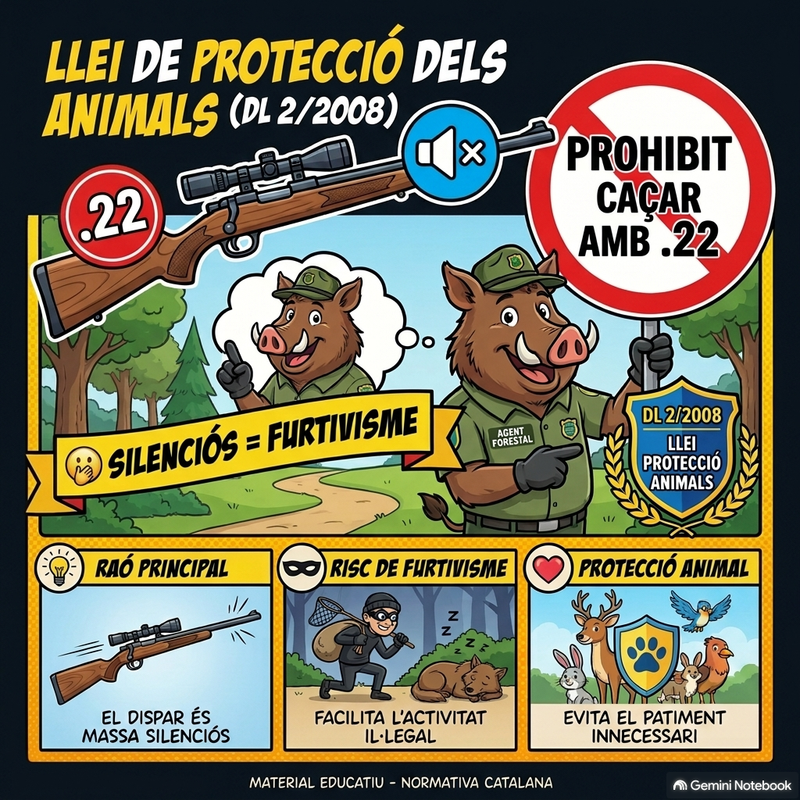 LLEI DE PROTECCIÓ DELS
ANIMALS (DL 2/2008)
.22
PROHIBIT
CAÇAR
AMB .22
AGENT
FORESTAL
SILENCIÓS = FURTIVISME
DL 2/2008
LLEI
PROTECCIÓ
ANIMALS
RAÓ PRINCIPAL
EL DISPAR ÉS
MASSA SILENCIÓS
RISC DE FURTIVISME
Z
Z
Z
Z
FACILITA L'ACTIVITAT
IL·LEGAL
PROTECCIÓ ANIMAL
EVITA EL PATIMENT
INNECESSARI
MATERIAL EDUCATIU – NORMATIVA CATALANA
Gemini Notebook